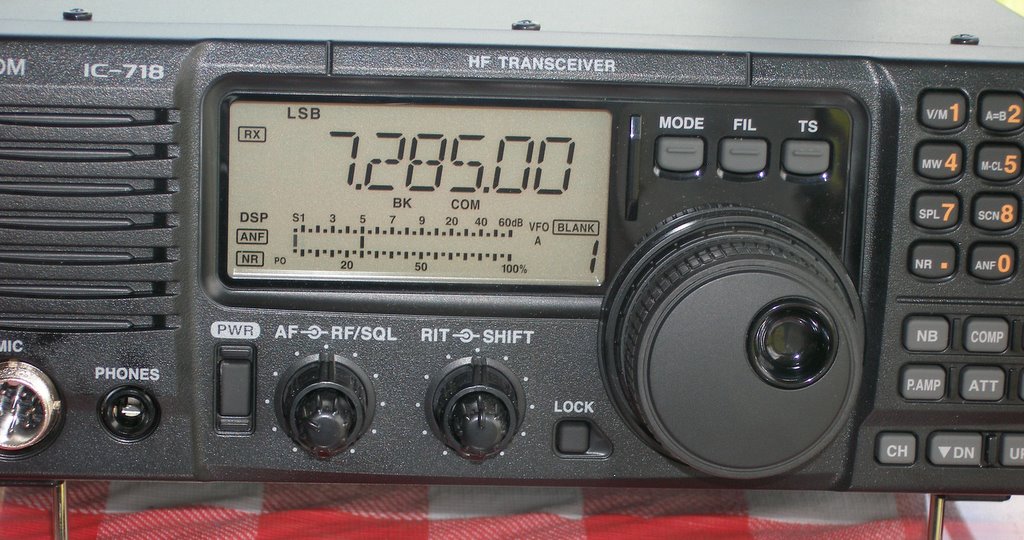 OM IC-718
HF TRANSCEIVER
LSB
RX
7.285.00
BK COM
DSP
ANF
NR
S1 3 5 7 9 20 40 60dB
PO 20 50 100%
VFO BLANK
A
1
MODE FIL TS
V/M 1 A=B 2
MW 4 M-CL 5
SPL 7 SCN 8
NR . ANF 0
NB COMP
P.AMP ATT
CH ▼DN UP
PWR
AF RF/SQL
RIT SHIFT
LOCK
MIC
PHONES